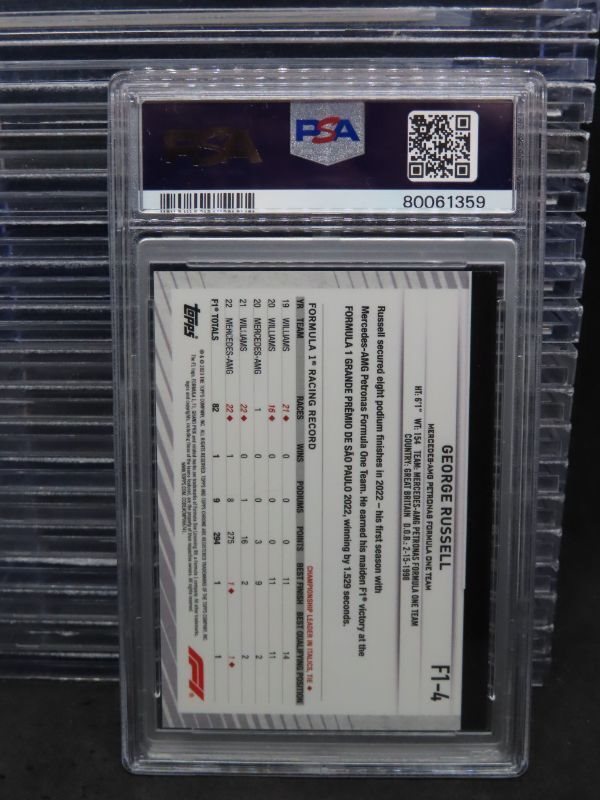 PSA
PSA
80061359
F1-4
GEORGE RUSSELL
MERCEDES-AMG PETRONAS FORMULA ONE TEAM
HT: 6'1" WT: 154 TEAM: MERCEDES-AMG PETRONAS FORMULA ONE TEAM
COUNTRY: GREAT BRITAIN D.O.B.: 2-15-1998
Russell secured eight podium finishes in 2022 – his first season with
Mercedes-AMG Petronas Formula One Team. He earned his maiden F1® victory at the
FORMULA 1 GRANDE PRÊMIO DE SÃO PAULO 2022, winning by 1.529 seconds.
FORMULA 1® RACING RECORD
CHAMPIONSHIP LEADER IN ITALICS, TIE ♦
YR TEAM RACES WINS PODIUMS POINTS BEST FINISH BEST QUALIFYING POSITION
19 WILLIAMS 21♦ 0 0 0 11 14
20 WILLIAMS 16♦ 0 0 0 11 11
20 MERCEDES-AMG 1 0 0 3 9 2
21 WILLIAMS 22♦ 0 1 16 2 2
22 MERCEDES-AMG 22♦ 1 8 275 1♦ 1♦
F1® TOTALS 82 1 9 294 1 1
topps
F1